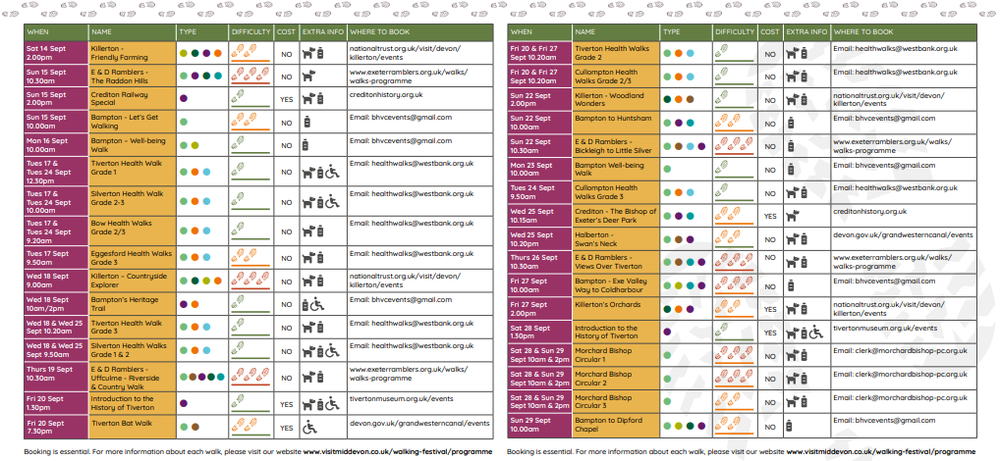 WHEN NAME TYPE DIFFICULTY COST EXTRA INFO WHERE TO BOOK
Sat 14 Sept Killerton - nationaltrust.org.uk/visit/devon/
2.00pm Friendly Farming NO killerton/events
Sun 15 Sept E & D Ramblers - www.exeterramblers.org.uk/walks/
10.30am The Raddon Hills NO walks-programme
Sun 15 Sept Crediton Railway creditonhistory.org.uk
2.00pm Special YES
Sun 15 Sept Bampton - Let's Get Email: bhvcevents@gmail.com
10.00am Walking NO
Mon 16 Sept Bampton - Well-being Email: bhvcevents@gmail.com
10.00am Walk NO
Tues 17 & Tiverton Health Walk Email: healthwalks@westbank.org.uk
Tues 24 Sept Grade 1 NO
12.30pm
Tues 17 & Silverton Health Walk Email: healthwalks@westbank.org.uk
Tues 24 Sept Grade 2-3 NO
10.00am
Tues 17 & Bow Health Walks Email: healthwalks@westbank.org.uk
Tues 24 Sept Grade 2/3 NO
9.20am
Tues 17 Sept Eggesford Health Walks Email: healthwalks@westbank.org.uk
9.50am Grade 3 NO
Wed 18 Sept Killerton - Countryside nationaltrust.org.uk/visit/devon/
9.00am Explorer NO killerton/events
Wed 18 Sept Bampton's Heritage Email: bhvcevents@gmail.com
10am/2pm Trail NO
Wed 18 & Wed 25 Tiverton Health Walk Email: healthwalks@westbank.org.uk
Sept 10.20am Grade 3 NO
Wed 18 & Wed 25 Silverton Health Walk Email: healthwalks@westbank.org.uk
Sept 9.50am Grade 1 & 2 NO
Thurs 19 Sept E & D Ramblers - www.exeterramblers.org.uk/walks/
10.30am Uffculme - Riverside NO walks-programme
& Country Walk
Fri 20 Sept Introduction to the tivertonmuseum.org.uk/events
1.30pm History of Tiverton YES
Fri 20 Sept Tiverton Bat Walk YES devon.gov.uk/grandwesterncanal/events
7.30pm
Booking is essential. For more information about each walk, please visit our website www.visitmiddevon.co.uk/walking-festival/programme
WHEN NAME TYPE DIFFICULTY COST EXTRA INFO WHERE TO BOOK
Fri 20 & Fri 27 Tiverton Health Walks Email: healthwalks@westbank.org.uk
Sept 10.20am Grade 2 NO
Fri 20 & Fri 27 Cullompton Health Email: healthwalks@westbank.org.uk
Sept 10.20am Walks Grade 2/3 NO
Sun 22 Sept Killerton - Woodland nationaltrust.org.uk/visit/devon/
2.00pm Wonders NO killerton/events
Sun 22 Sept Bampton to Huntsham Email: bhvcevents@gmail.com
10.00am NO
Sun 22 Sept E & D Ramblers - www.exeterramblers.org.uk/walks/
10.30am Bickleigh to Little Silver NO walks-programme
Mon 23 Sept Bampton Well-being Email: bhvcevents@gmail.com
10.00am Walk NO
Tues 24 Sept Cullompton Health Email: healthwalks@westbank.org.uk
9.50am Walks Grade 3 NO
Wed 25 Sept Crediton - The Bishop of creditonhistory.org.uk
10.15am Exeter's Deer Park YES
Wed 25 Sept Halberton - devon.gov.uk/grandwesterncanal/events
10.20pm Swan's Neck NO
Thurs 26 Sept E & D Ramblers - NO www.exeterramblers.org.uk/walks/
10.30am Views Over Tiverton walks-programme
Fri 27 Sept Bampton - Exe Valley Email: bhvcevents@gmail.com
10.00am Way to Coldharbour NO
Fri 27 Sept Killerton's Orchards nationaltrust.org.uk/visit/devon/
2.00pm YES killerton/events
Sat 28 Sept Introduction to the tivertonmuseum.org.uk/events
1.30pm History of Tiverton YES
Sat 28 & Sun 29 Morchard Bishop Email: clerk@morchardbishop-pc.org.uk
Sept 10am & 2pm Circular 1 NO
Sat 28 & Sun 29 Morchard Bishop Email: clerk@morchardbishop-pc.org.uk
Sept 10am & 2pm Circular 2 NO
Sat 28 & Sun 29 Morchard Bishop Email: clerk@morchardbishop-pc.org.uk
Sept 10am & 2pm Circular 3 NO
Sun 29 Sept Bampton to Dipford Email: bhvcevents@gmail.com
10.00am Chapel NO
Booking is essential. For more information about each walk, please visit our website www.visitmiddevon.co.uk/walking-festival/programme